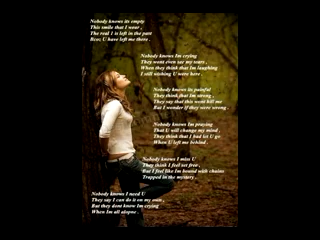 Nobody knows its empty
This smile that I wear ,
The real 1 is left in the past
Bcoz U have left me there .
Nobody knows Im crying
They wont even see my tears ,
When they think that Im laughing
I still wishing U were here .
Nobody knows its painful
They think that Im strong ,
They say that this wont kill me
But I wonder if they were wrong .
Nobody knows Im praying
That U will change my mind ,
They think that I had let U go
When U left me behind .
Nobody knows I miss U
They think I feel set free ,
But I feel like Im bound with chains
Trapped in the mystery .
Nobody knows I need U
They say I can do it on my own ,
But they dont know Im crying
When Im all alone .